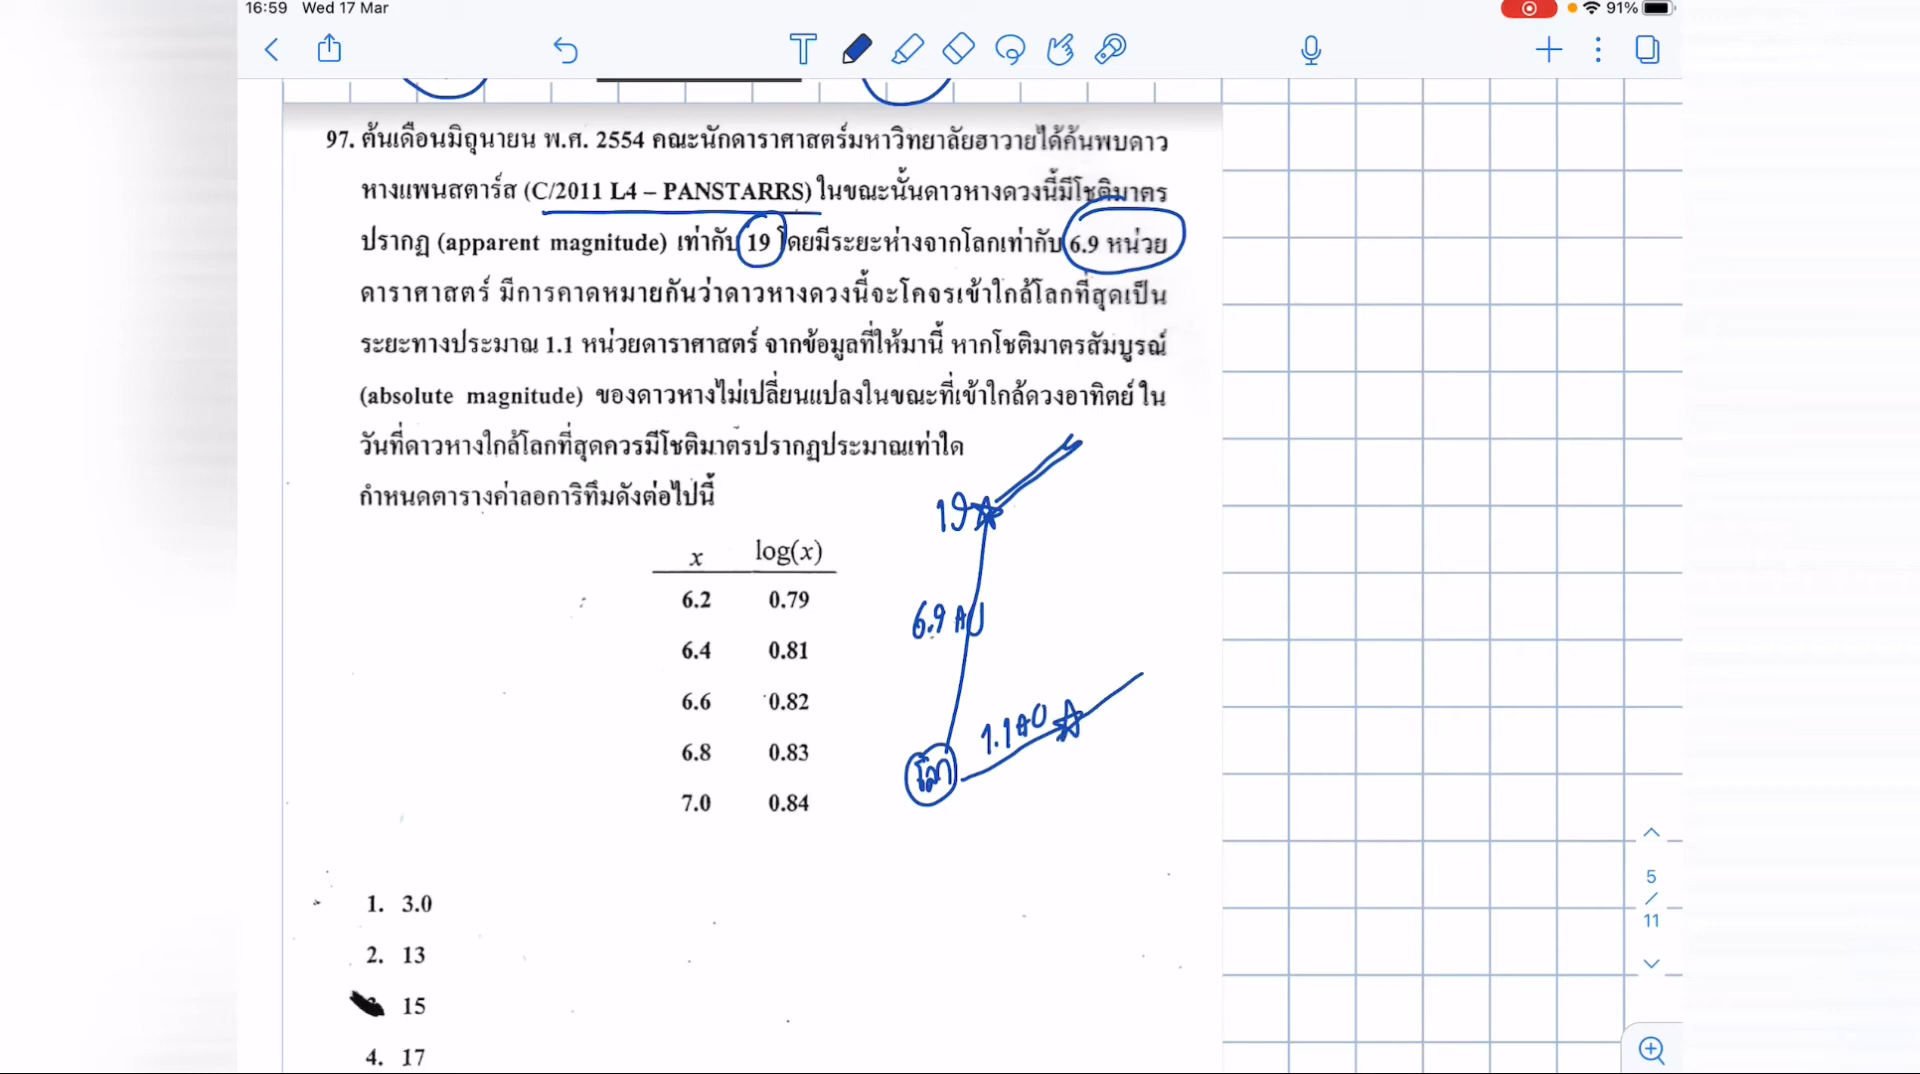 16:59 Wed 17 Mar
91%
97. ต้นเดือนมิถุนายน พ.ศ. 2554 คณะนักดาราศาสตร์มหาวิทยาลัยฮาวายได้ค้นพบดาว
หางแพนสตาร์ส (C/2011 L4 – PANSTARRS) ในขณะนั้นดาวหางดวงนี้มีโชติมาตร
ปรากฏ (apparent magnitude) เท่ากับ 19 โดยมีระยะห่างจากโลกเท่ากับ 6.9 หน่วย
ดาราศาสตร์ มีการคาดหมายกันว่าดาวหางดวงนี้จะโคจรเข้าใกล้โลกที่สุดเป็น
ระยะทางประมาณ 1.1 หน่วยดาราศาสตร์ จากข้อมูลที่ให้มานี้ หากโชติมาตรสัมบูรณ์
(absolute magnitude) ของดาวหางไม่เปลี่ยนแปลงในขณะที่เข้าใกล้ดวงอาทิตย์ ใน
วันที่ดาวหางใกล้โลกที่สุดควรมีโชติมาตรปรากฏประมาณเท่าใด
กำหนดตารางค่าลอการิทึมดังต่อไปนี้
19
x log(x)
6.2 0.79
6.9 AU
6.4 0.81
6.6 0.82
1.1 AU
6.8 0.83
โลก
7.0 0.84
5
/
11
1. 3.0
2. 13
15
4. 17